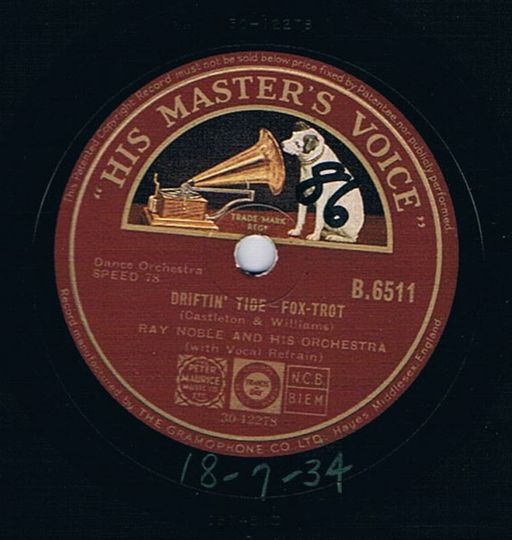 30-12278
This Patented Copyright Record must not be sold below price fixed by Patentee, nor publicly performed
"HIS MASTER'S VOICE"
TRADE MARK
REGD
Dance Orchestra
SPEED 78
B.6511
DRIFTIN' TIDE—FOX-TROT
(Castleton & Williams)
RAY NOBLE AND HIS ORCHESTRA
(with Vocal Refrain)
PETER
MAURICE
MUSIC CO
LTD
N.C.B.
BIEM
30-12278
Record manufactured by THE GRAMOPHONE CO LTD. Hayes, Middlesex, England.
18-7-34